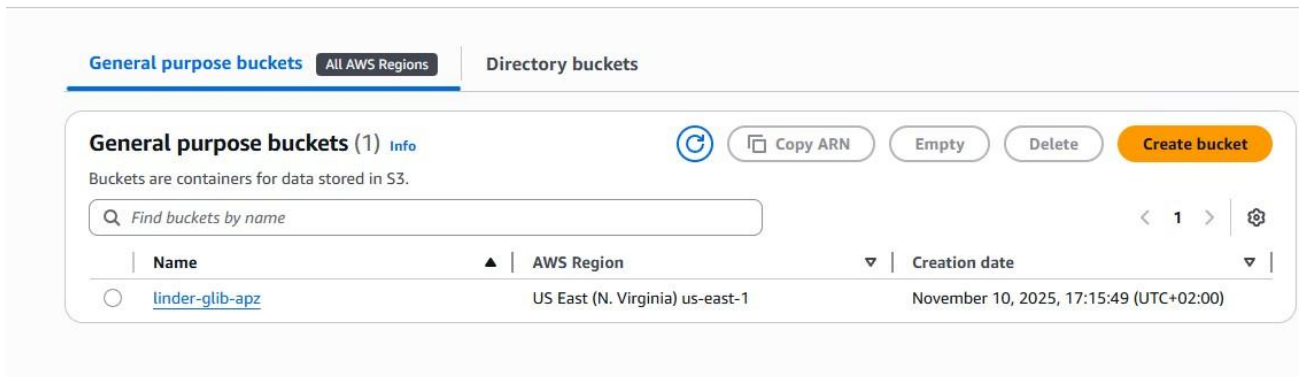 General purpose buckets All AWS Regions Directory buckets
General purpose buckets (1) Info
Copy ARN Empty Delete Create bucket
Buckets are containers for data stored in S3.
Find buckets by name
1
Name AWS Region Creation date
linder-glib-apz US East (N. Virginia) us-east-1 November 10, 2025, 17:15:49 (UTC+02:00)